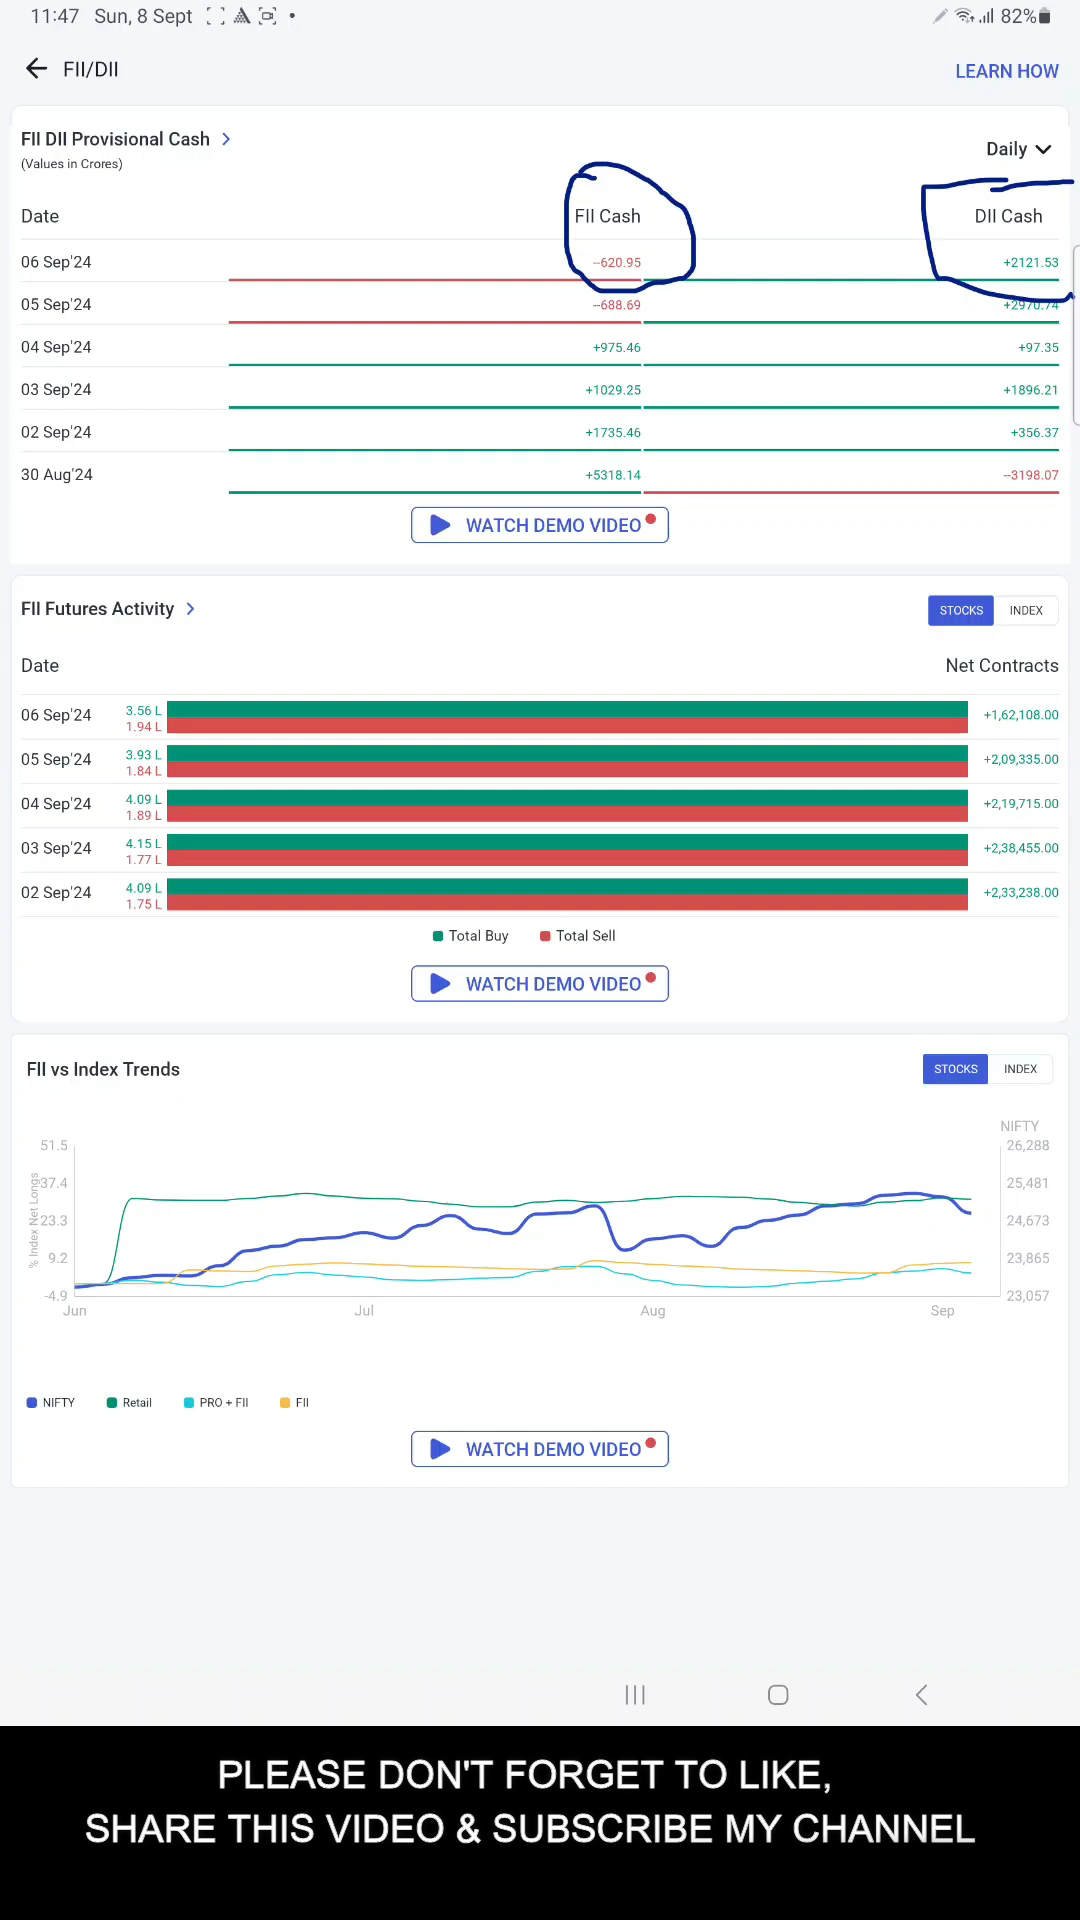 11:47 Sun, 8 Sept 82%
FII/DII LEARN HOW
FII DII Provisional Cash
(Values in Crores)
Daily
Date FII Cash DII Cash
06 Sep'24 --620.95 +2121.53
05 Sep'24 --688.69 +2970.74
04 Sep'24 +975.46 +97.35
03 Sep'24 +1029.25 +1896.21
02 Sep'24 +1735.46 +356.37
30 Aug'24 +5318.14 --3198.07
WATCH DEMO VIDEO
FII Futures Activity STOCKS INDEX
Date Net Contracts
06 Sep'24 3.56 L 1.94 L +1,62,108.00
05 Sep'24 3.93 L 1.84 L +2,09,335.00
04 Sep'24 4.09 L 1.89 L +2,19,715.00
03 Sep'24 4.15 L 1.77 L +2,38,455.00
02 Sep'24 4.09 L 1.75 L +2,33,238.00
Total Buy Total Sell
WATCH DEMO VIDEO
FII vs Index Trends STOCKS INDEX
NIFTY
51.5 26,288
37.4 25,481
23.3 24,673
9.2 23,865
-4.9 23,057
% Index Net Longs
Jun Jul Aug Sep
NIFTY Retail PRO + FII FII
WATCH DEMO VIDEO
PLEASE DON'T FORGET TO LIKE,
SHARE THIS VIDEO & SUBSCRIBE MY CHANNEL